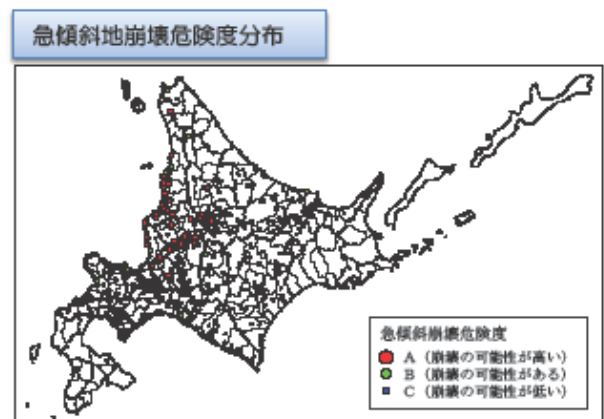 急傾斜地崩壊危険度分布
急傾斜崩壊危険度
A（崩壊の可能性が高い）
B（崩壊の可能性がある）
C（崩壊の可能性が低い）